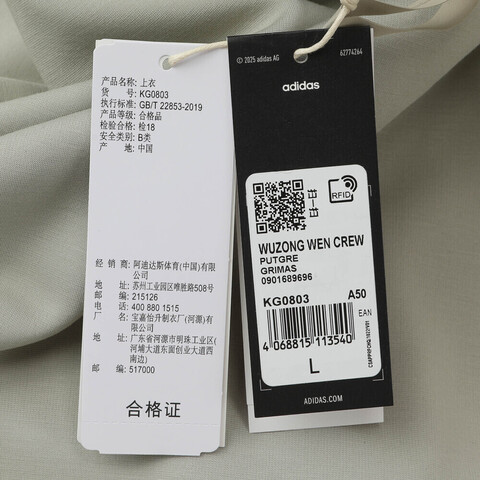 产品名称: 上衣
货 号: KG0803
执行标准: GB/T 22853-2019
产品等级: 合格品
检验合格: 检18
安全类别: B类
产 地: 中国
经 销 商: 阿迪达斯体育(中国)有限
公司
地址: 苏州工业园区唯胜路508号
邮编: 215126
电话: 400 880 1515
厂名: 宝嘉怡升制衣厂(河源)有
限公司
地址: 广东省河源市明珠工业区(
河埔大道东面创业大道西
南边)
邮编: 517000
合格证
© 2025 adidas AG
62774264
adidas
RFID
WUZONG WEN CREW
PUTGRE
GRIMAS
0901689696
KG0803 A50
EAN
4 068815 113540
L
ADIDAS.COM